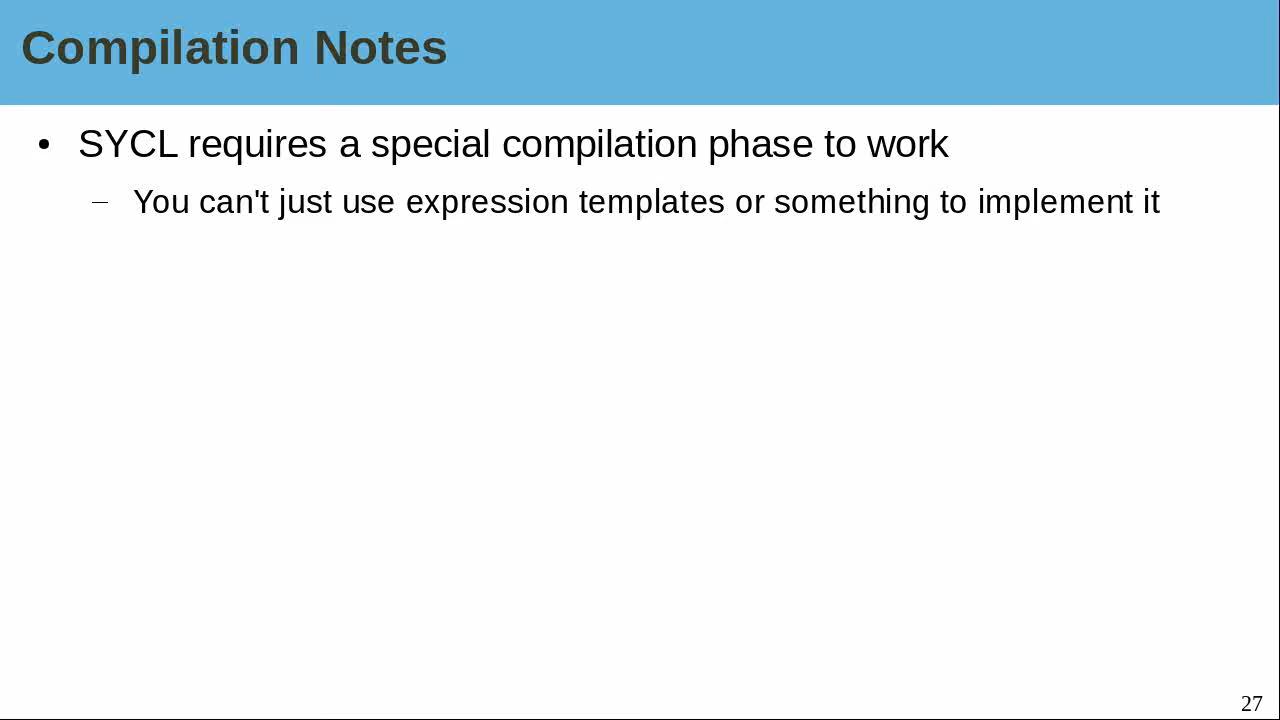 Compilation Notes
• SYCL requires a special compilation phase to work
– You can't just use expression templates or something to implement it
27